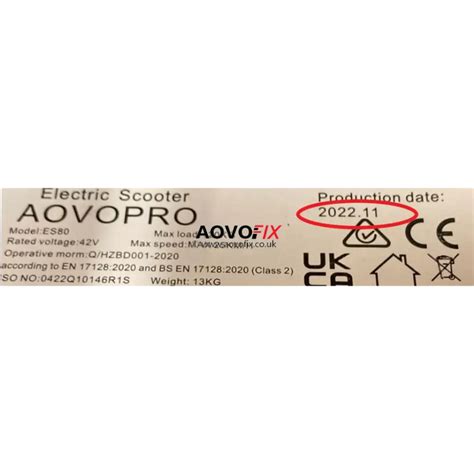 Electric Scooter
AOVOPRO
Model:ES80
Max loa
Rated voltage:42V
Max speed:
Operative morm:Q/HZBD001-2020
according to EN 17128:2020 and BS EN 17128:2020 (Class 2)
SO NO:0422Q10146R1S
Weight: 13KG
AOVOFIX
Production date:
2022.11
CE
UK
CA